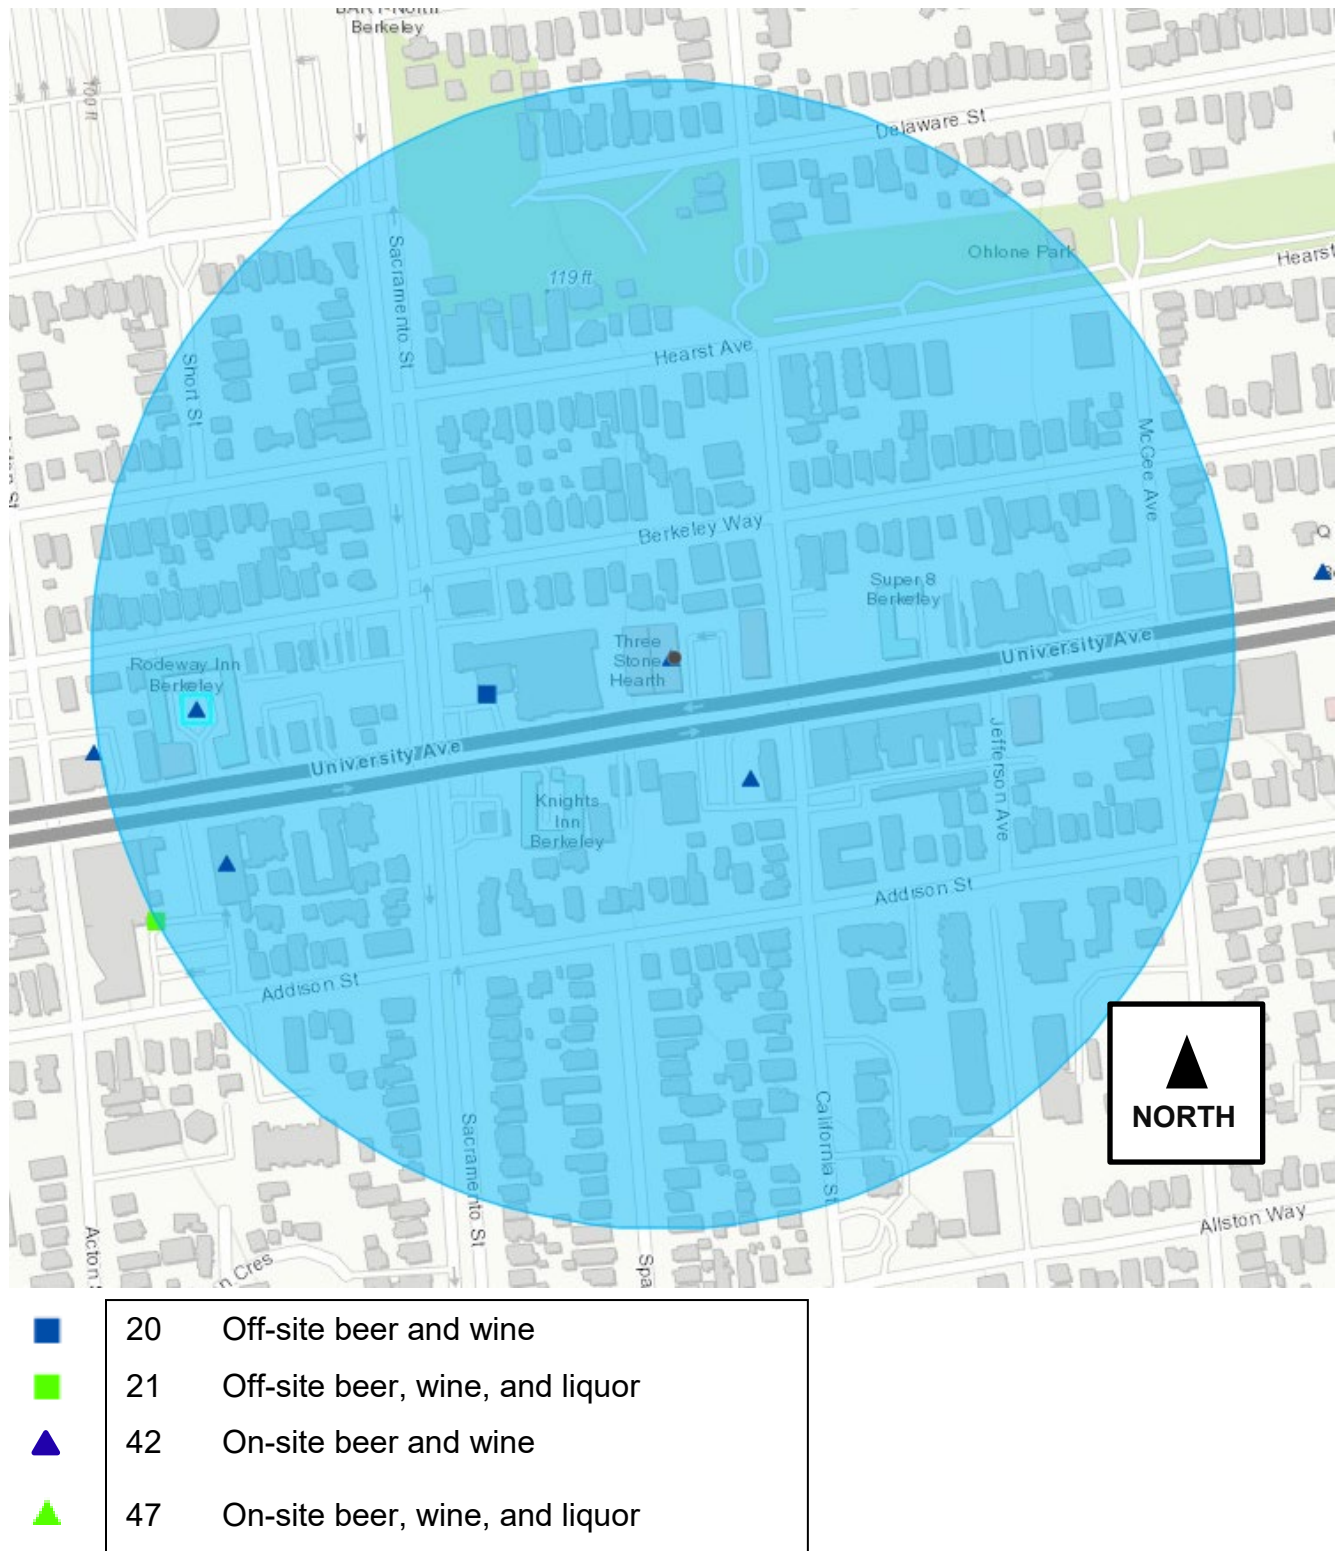 BART-North
Berkeley
100 ft
Delaware St
Sacramento St
Ohlone Park
Hearst
119 ft
Short St
Hearst Ave
McGee Ave
Berkeley Way
Super 8
Berkeley
Three
Stone
Hearth
University Ave
Rodeway Inn
Berkeley
University Ave
Jefferson Ave
Knights
Inn
Berkeley
Addison St
Addison St
NORTH
California St
Sacramento St
Acton
Allston Way
Spa
n Cres
20 Off-site beer and wine
21 Off-site beer, wine, and liquor
42 On-site beer and wine
47 On-site beer, wine, and liquor